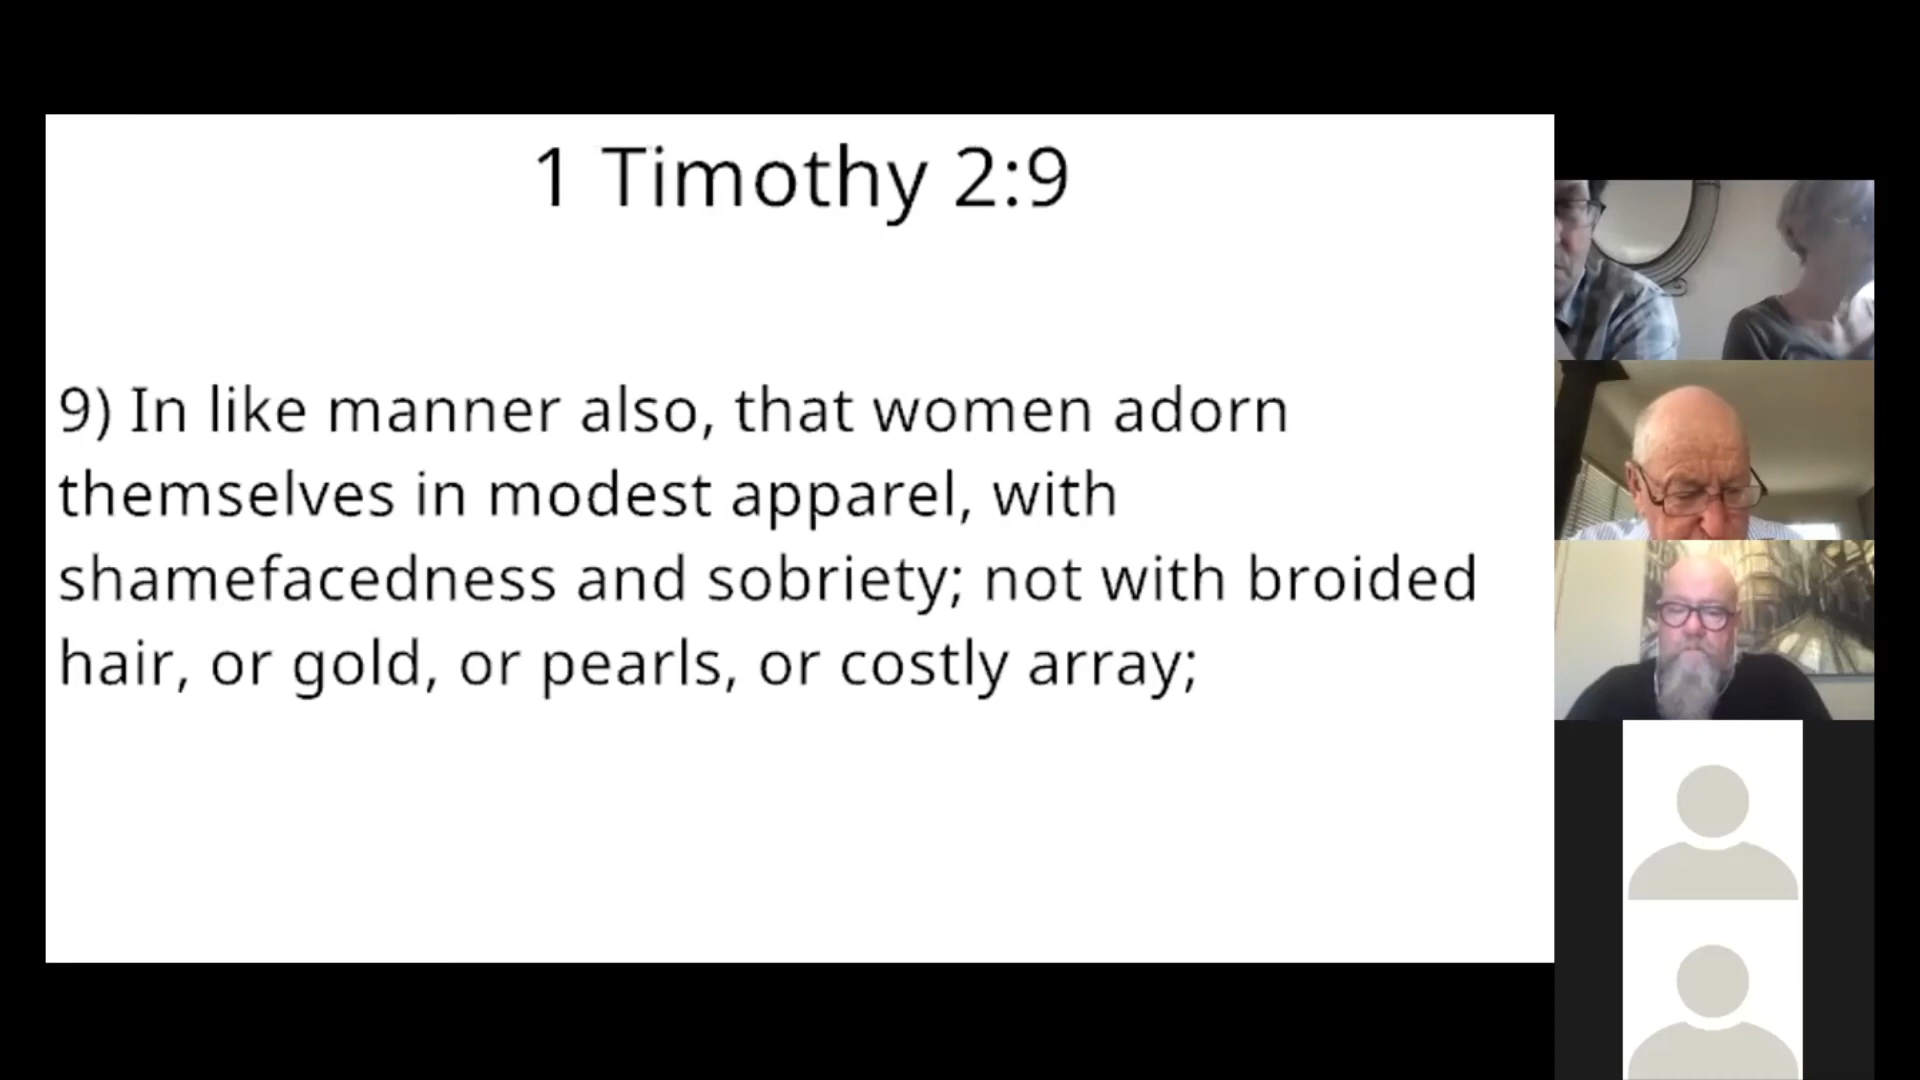 1 Timothy 2:9
9) In like manner also, that women adorn
themselves in modest apparel, with
shamefacedness and sobriety; not with broided
hair, or gold, or pearls, or costly array;